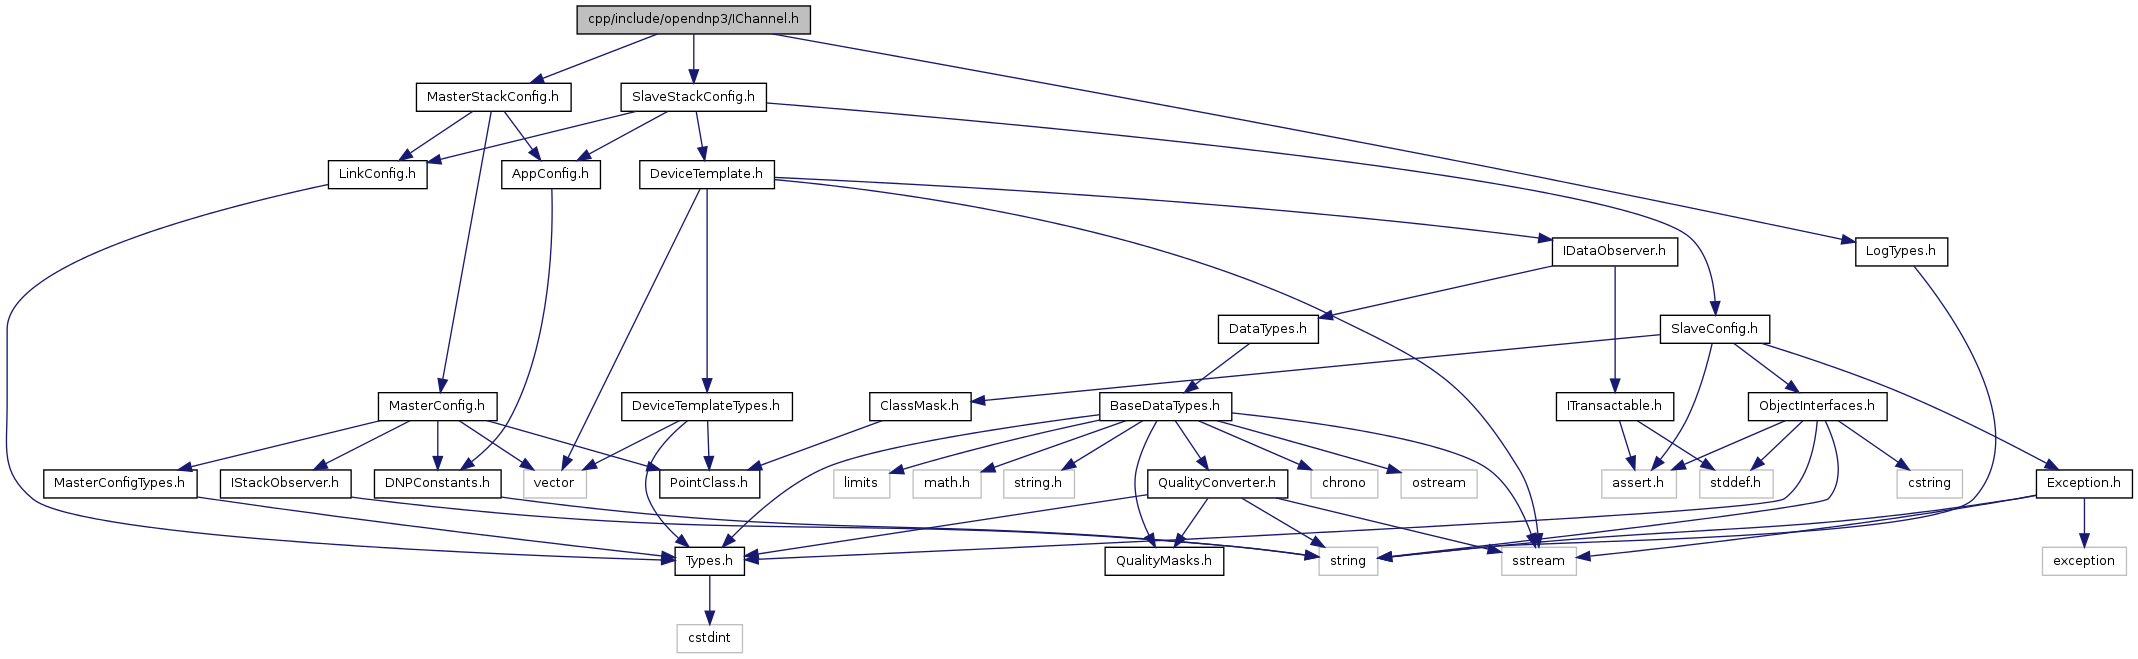 cpp/include/opendnp3/IChannel.h
MasterStackConfig.h
SlaveStackConfig.h
LinkConfig.h
AppConfig.h
DeviceTemplate.h
IDataObserver.h
LogTypes.h
DataTypes.h
SlaveConfig.h
MasterConfig.h
DeviceTemplateTypes.h
ClassMask.h
BaseDataTypes.h
ITransactable.h
ObjectInterfaces.h
MasterConfigTypes.h
IStackObserver.h
DNPConstants.h
vector
PointClass.h
limits
math.h
string.h
QualityConverter.h
chrono
ostream
assert.h
stddef.h
cstring
Exception.h
Types.h
QualityMasks.h
string
sstream
exception
cstdint